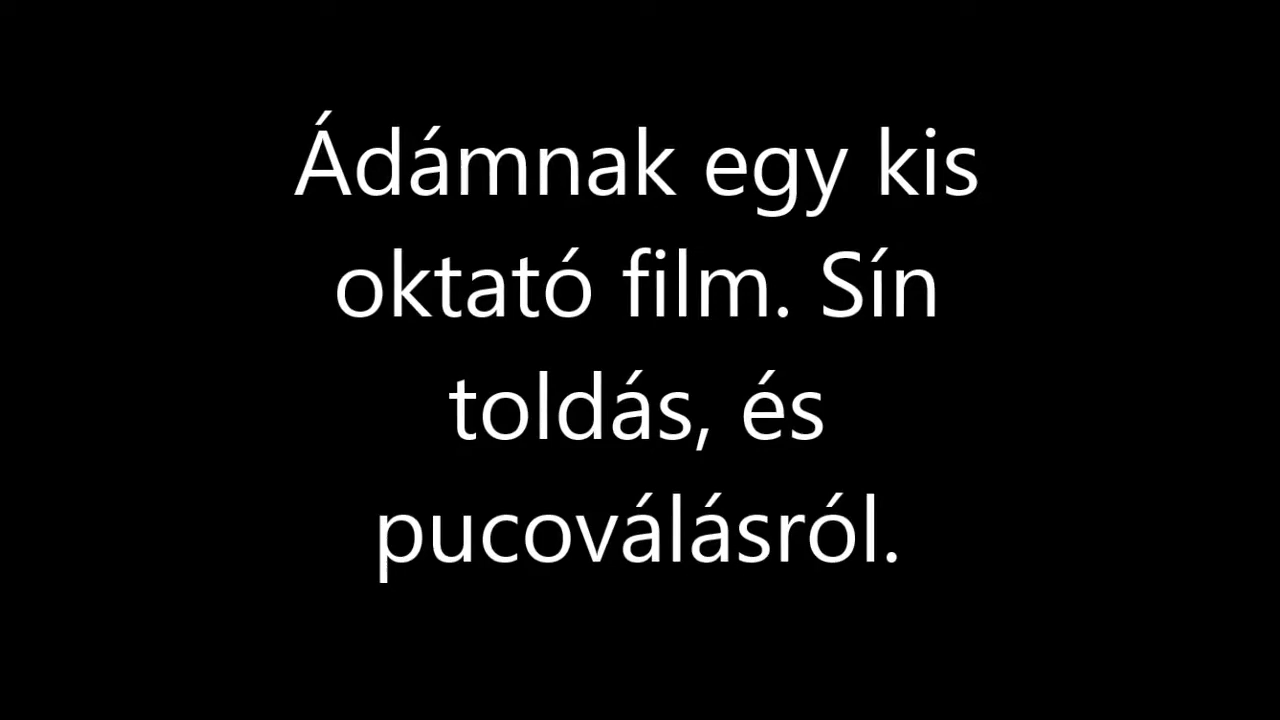 Ádámnak egy kis
oktató film. Sín
toldás, és
pucoválásról.